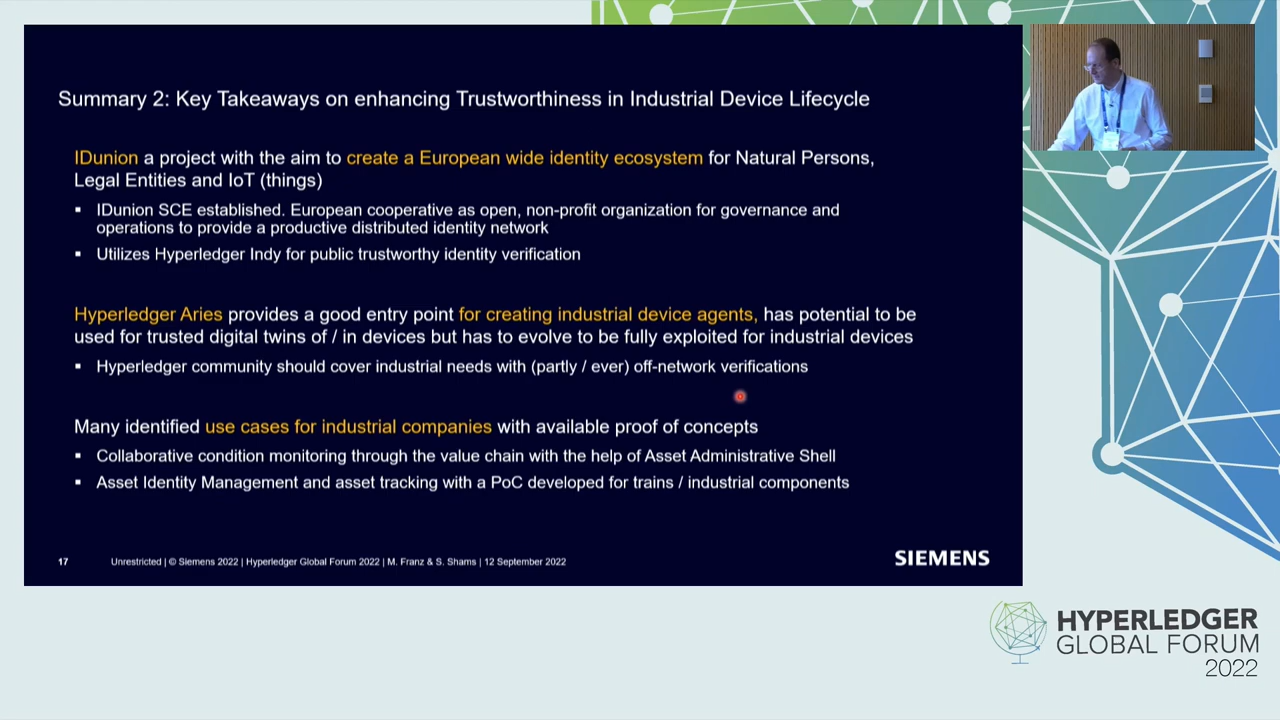 Summary 2: Key Takeaways on enhancing Trustworthiness in Industrial Device Lifecycle
IDunion a project with the aim to create a European wide identity ecosystem for Natural Persons,
Legal Entities and IoT (things)
▪ IDunion SCE established. European cooperative as open, non-profit organization for governance and
operations to provide a productive distributed identity network
▪ Utilizes Hyperledger Indy for public trustworthy identity verification
Hyperledger Aries provides a good entry point for creating industrial device agents, has potential to be
used for trusted digital twins of / in devices but has to evolve to be fully exploited for industrial devices
▪ Hyperledger community should cover industrial needs with (partly / ever) off-network verifications
Many identified use cases for industrial companies with available proof of concepts
▪ Collaborative condition monitoring through the value chain with the help of Asset Administrative Shell
▪ Asset Identity Management and asset tracking with a PoC developed for trains / industrial components
17 Unrestricted | © Siemens 2022 | Hyperledger Global Forum 2022 | M. Franz & S. Shams | 12 September 2022
SIEMENS
HYPERLEDGER
GLOBAL FORUM
2022